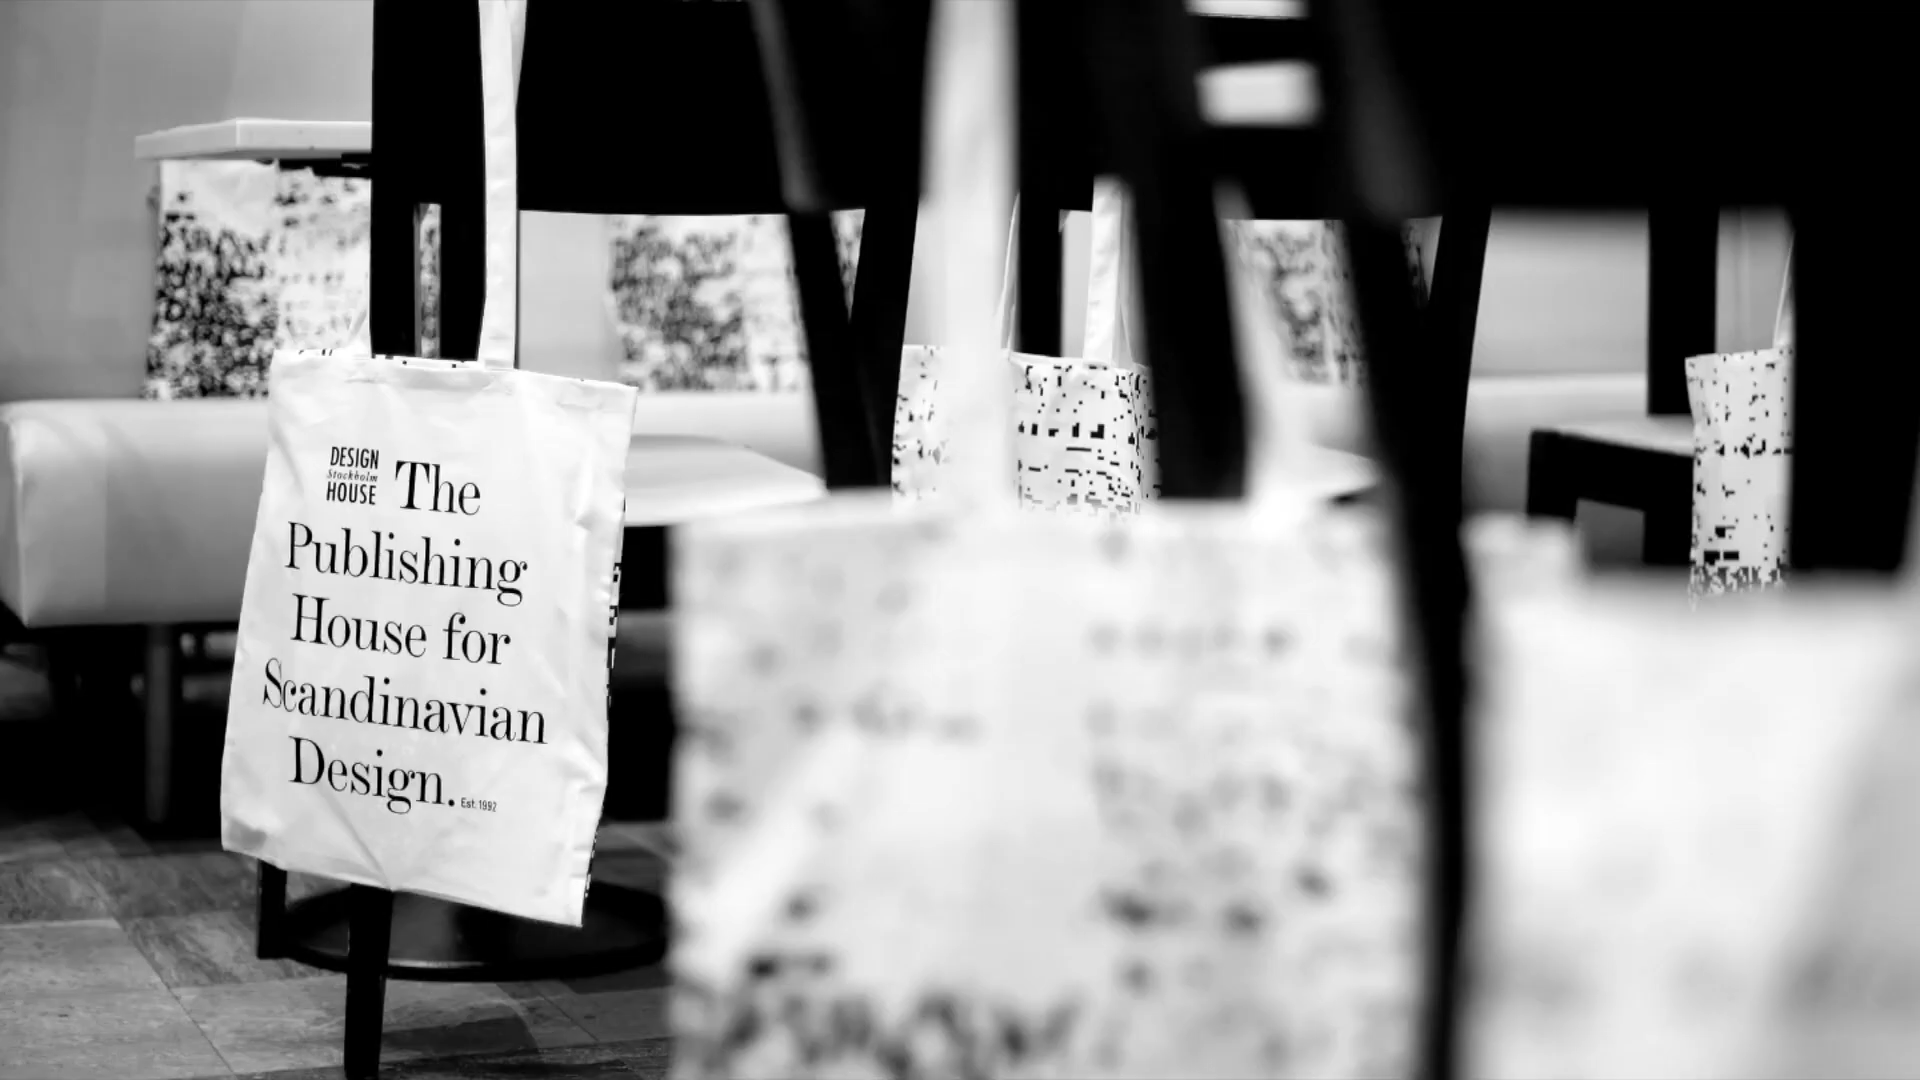 DESIGN
Stockholm
HOUSE
The
Publishing
House for
Scandinavian
Design.
Est. 1992